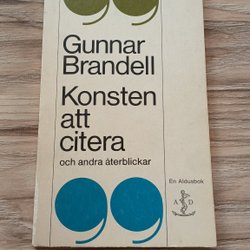 Gunnar
Brandell
Konsten
att
citera
och andra återblickar
En Aldusbok
A D